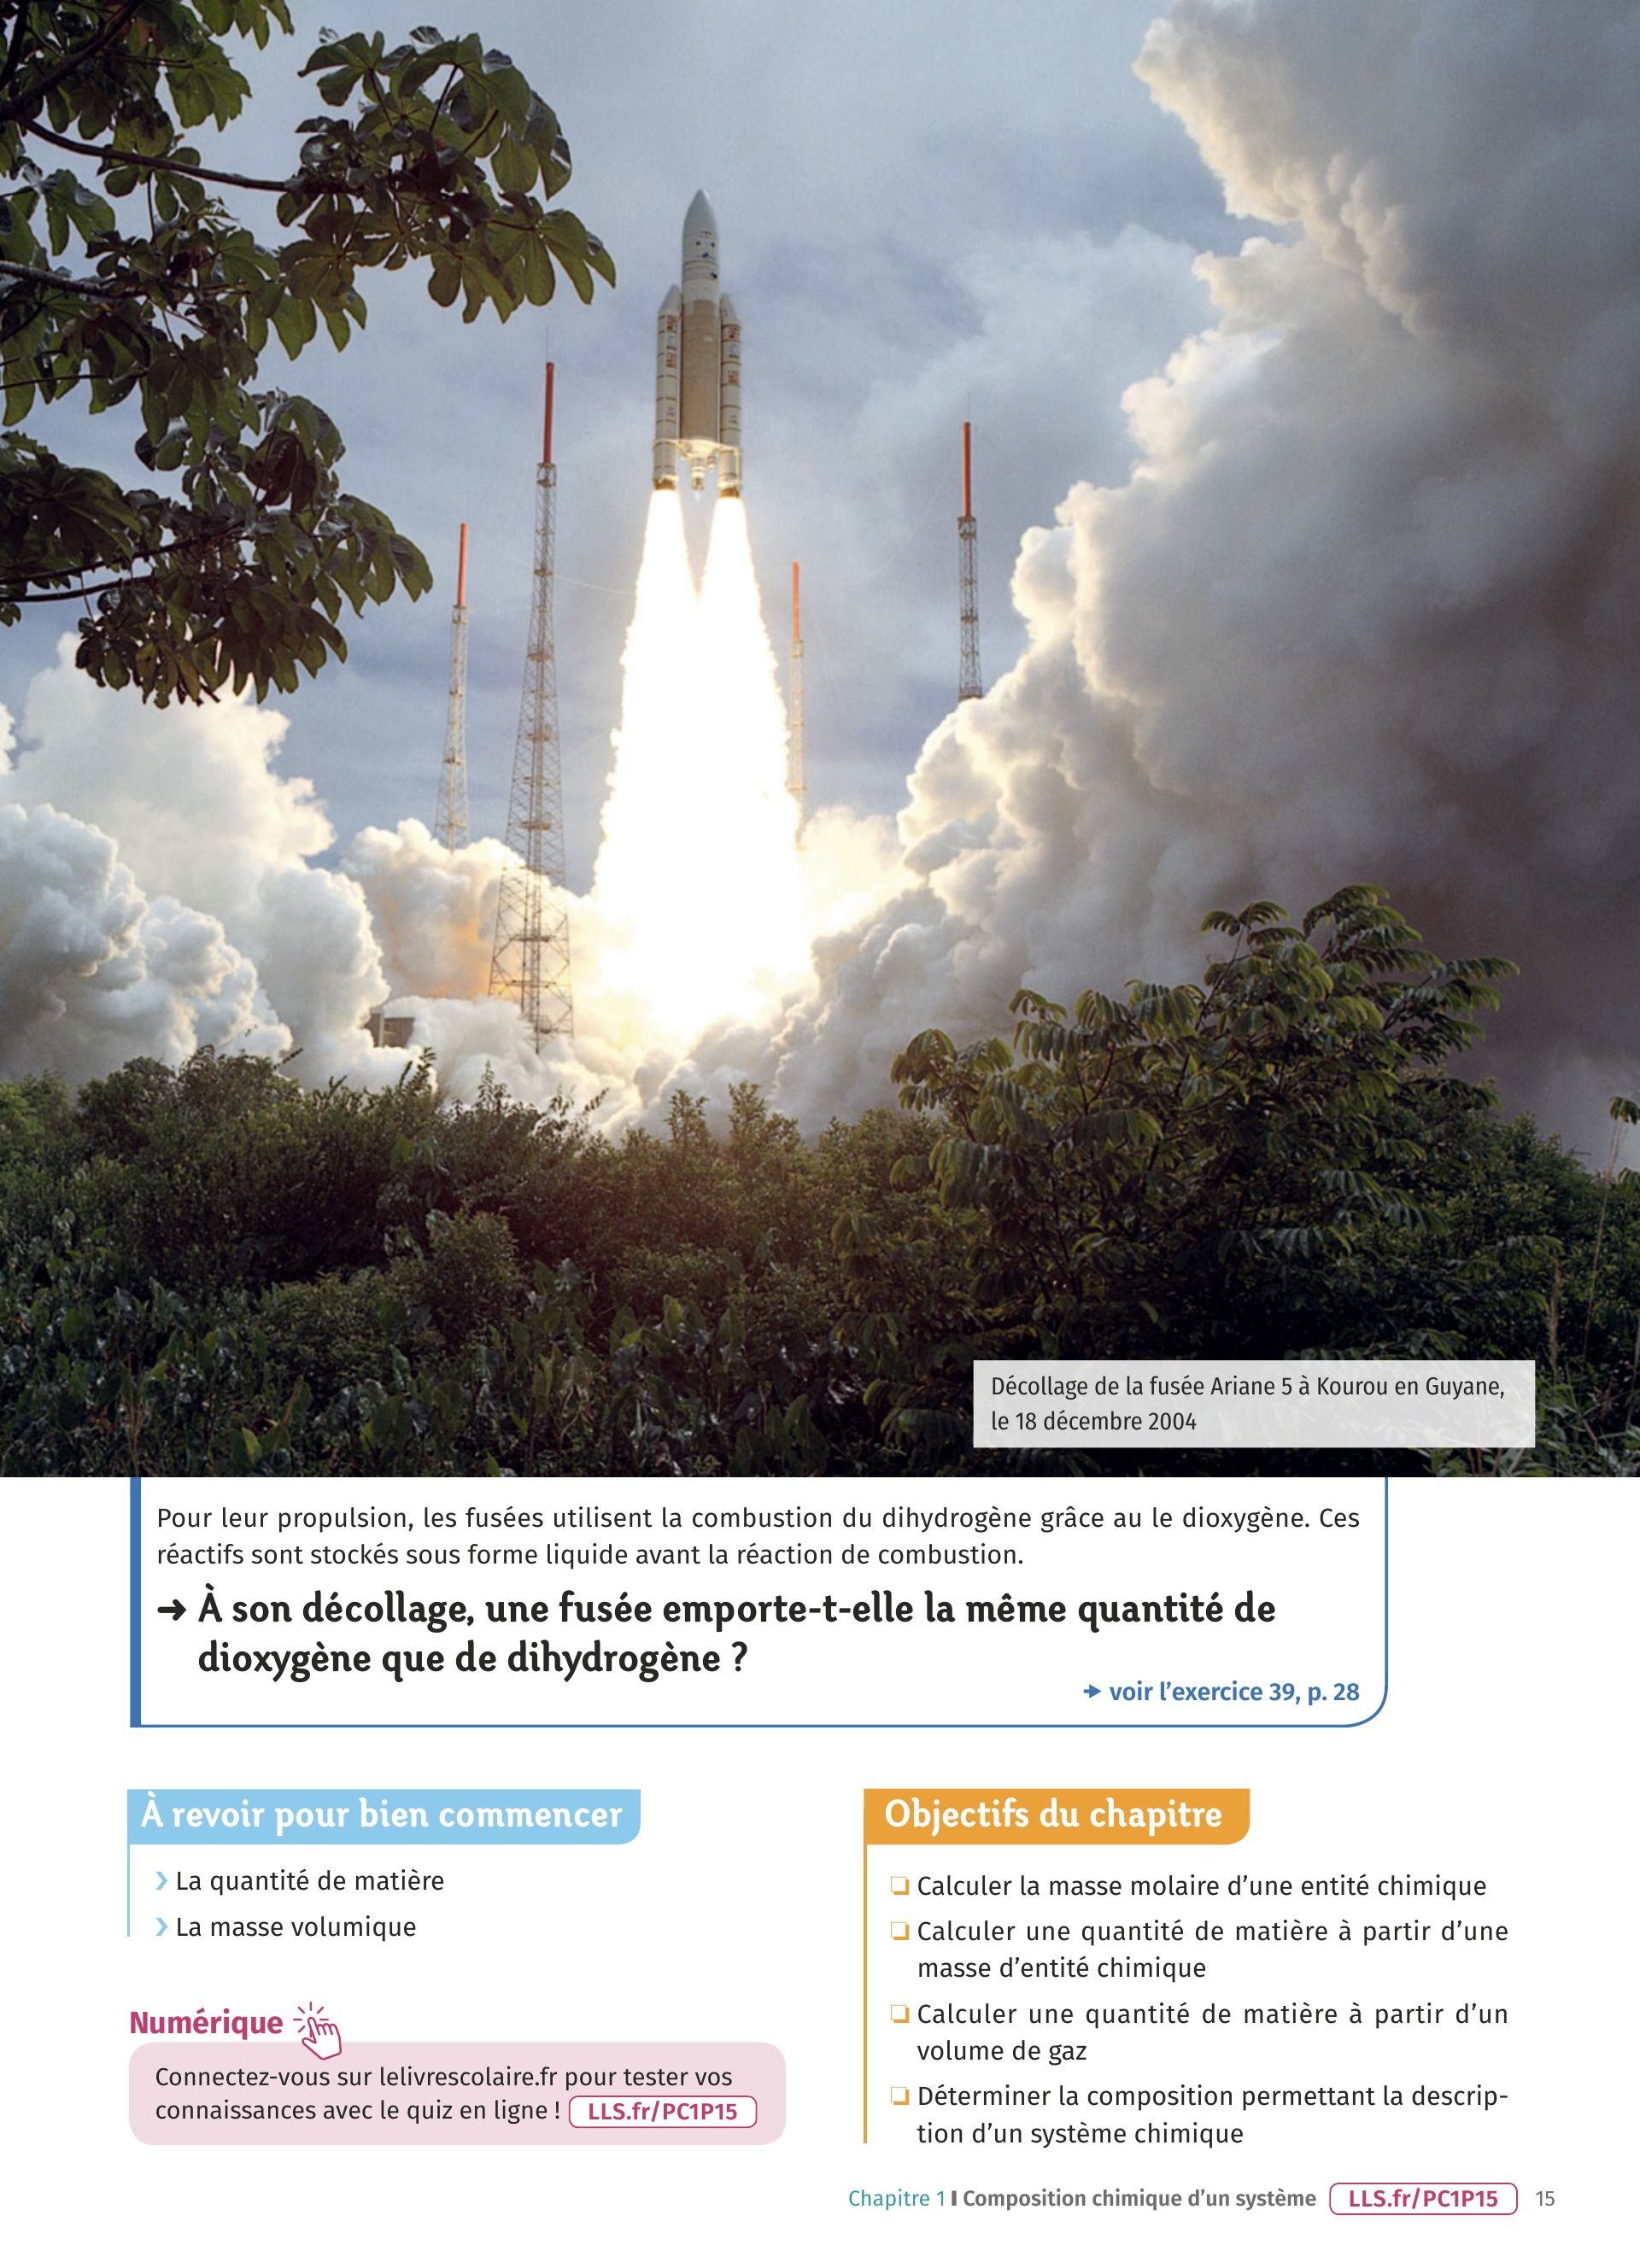 Décollage de la fusée Ariane 5 à Kourou en Guyane,
le 18 décembre 2004
Pour leur propulsion, les fusées utilisent la combustion du dihydrogène grâce au le dioxygène. Ces
réactifs sont stockés sous forme liquide avant la réaction de combustion.
➜ À son décollage, une fusée emporte-t-elle la même quantité de
dioxygène que de dihydrogène ?
➜ voir l’exercice 39, p. 28
À revoir pour bien commencer
› La quantité de matière
› La masse volumique
Numérique
Connectez-vous sur lelivrescolaire.fr pour tester vos
connaissances avec le quiz en ligne ! LLS.fr/PC1P15
Objectifs du chapitre
❏ Calculer la masse molaire d’une entité chimique
❏ Calculer une quantité de matière à partir d’une
masse d’entité chimique
❏ Calculer une quantité de matière à partir d’un
volume de gaz
❏ Déterminer la composition permettant la descrip-
tion d’un système chimique
Chapitre 1 I Composition chimique d’un système LLS.fr/PC1P15 15